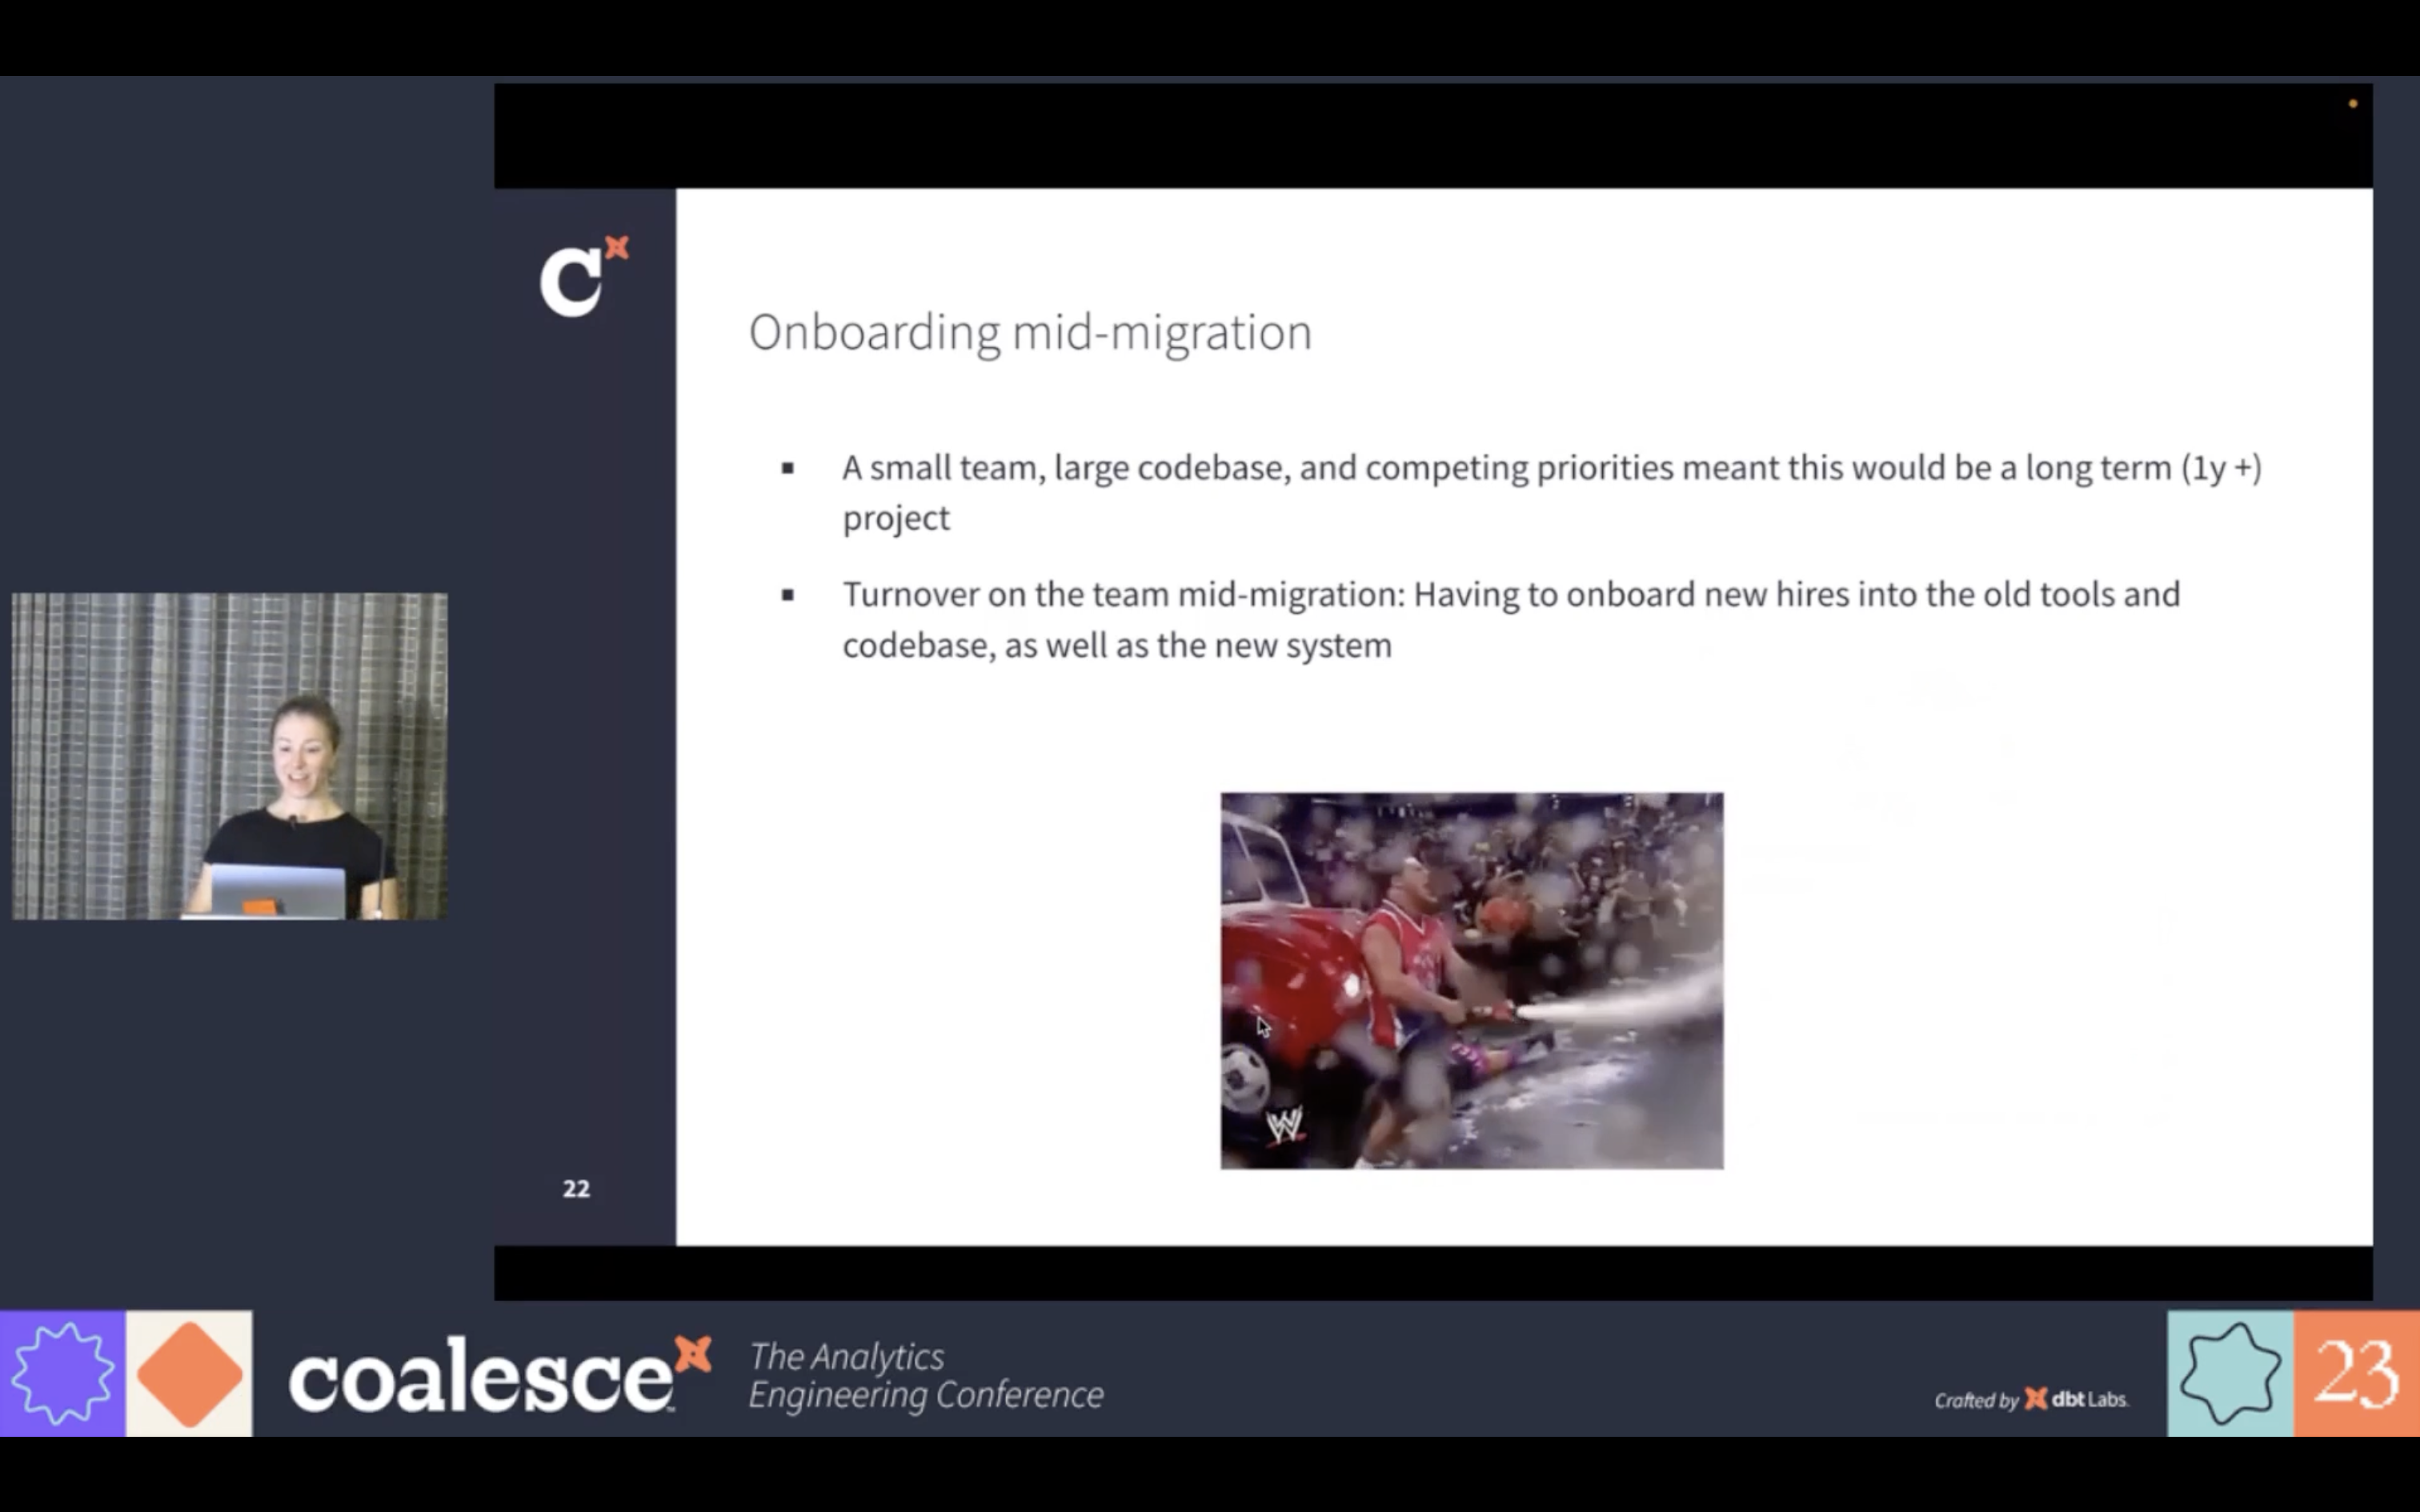 C
Onboarding mid-migration
▪ A small team, large codebase, and competing priorities meant this would be a long term (1y +)
project
▪ Turnover on the team mid-migration: Having to onboard new hires into the old tools and
codebase, as well as the new system
W
22
coalesce
The Analytics
Engineering Conference
Crafted by dbt Labs.
23